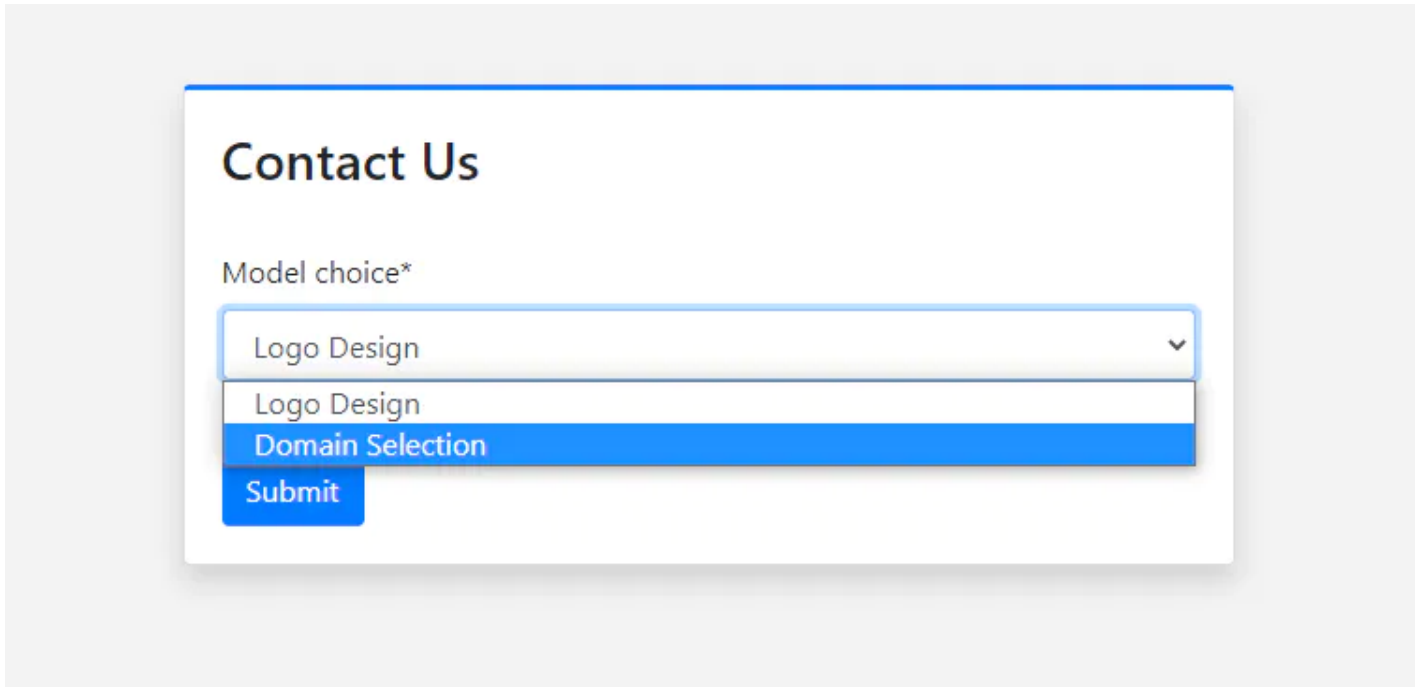 Contact Us
Model choice*
Logo Design
Logo Design
Domain Selection
Submit